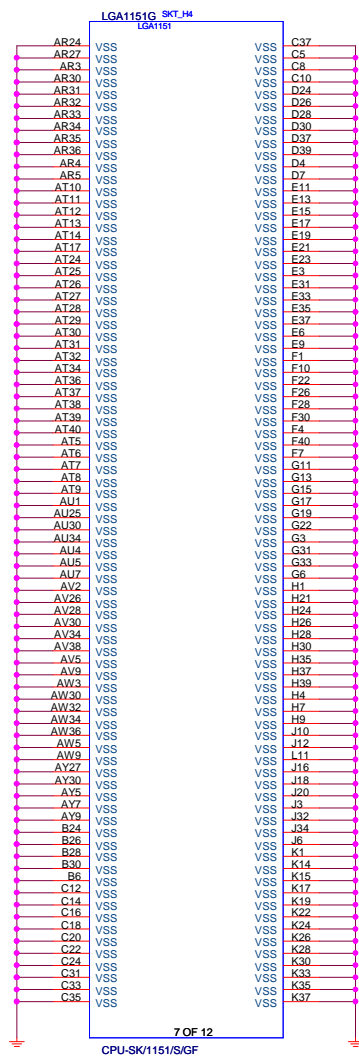 LGA1151G SKT_H4
LGA1151
AR24 VSS VSS C37
AR27 VSS VSS C5
AR3 VSS VSS C8
AR30 VSS VSS C10
AR31 VSS VSS D24
AR32 VSS VSS D26
AR33 VSS VSS D28
AR34 VSS VSS D30
AR35 VSS VSS D37
AR36 VSS VSS D39
AR4 VSS VSS D4
AR5 VSS VSS D7
AT10 VSS VSS E11
AT11 VSS VSS E13
AT12 VSS VSS E15
AT13 VSS VSS E17
AT14 VSS VSS E19
AT17 VSS VSS E21
AT24 VSS VSS E23
AT25 VSS VSS E3
AT26 VSS VSS E31
AT27 VSS VSS E33
AT28 VSS VSS E35
AT29 VSS VSS E37
AT30 VSS VSS E6
AT31 VSS VSS E9
AT32 VSS VSS F1
AT34 VSS VSS F10
AT36 VSS VSS F22
AT37 VSS VSS F26
AT38 VSS VSS F28
AT39 VSS VSS F30
AT40 VSS VSS F4
AT5 VSS VSS F40
AT6 VSS VSS F7
AT7 VSS VSS G11
AT8 VSS VSS G13
AT9 VSS VSS G15
AU1 VSS VSS G17
AU25 VSS VSS G19
AU30 VSS VSS G22
AU34 VSS VSS G3
AU4 VSS VSS G31
AU5 VSS VSS G33
AU7 VSS VSS G6
AV2 VSS VSS H1
AV26 VSS VSS H21
AV28 VSS VSS H24
AV30 VSS VSS H26
AV34 VSS VSS H28
AV38 VSS VSS H30
AV5 VSS VSS H35
AV9 VSS VSS H37
AW3 VSS VSS H39
AW30 VSS VSS H4
AW32 VSS VSS H7
AW34 VSS VSS H9
AW36 VSS VSS J10
AW5 VSS VSS J12
AW9 VSS VSS L11
AY27 VSS VSS J16
AY30 VSS VSS J18
AY5 VSS VSS J20
AY7 VSS VSS J3
AY9 VSS VSS J32
B24 VSS VSS J34
B26 VSS VSS J6
B28 VSS VSS K1
B30 VSS VSS K14
B6 VSS VSS K15
C12 VSS VSS K17
C14 VSS VSS K19
C16 VSS VSS K22
C18 VSS VSS K24
C20 VSS VSS K26
C22 VSS VSS K28
C24 VSS VSS K30
C31 VSS VSS K33
C33 VSS VSS K35
C35 VSS VSS K37
7 OF 12
CPU-SK/1151/S/GF